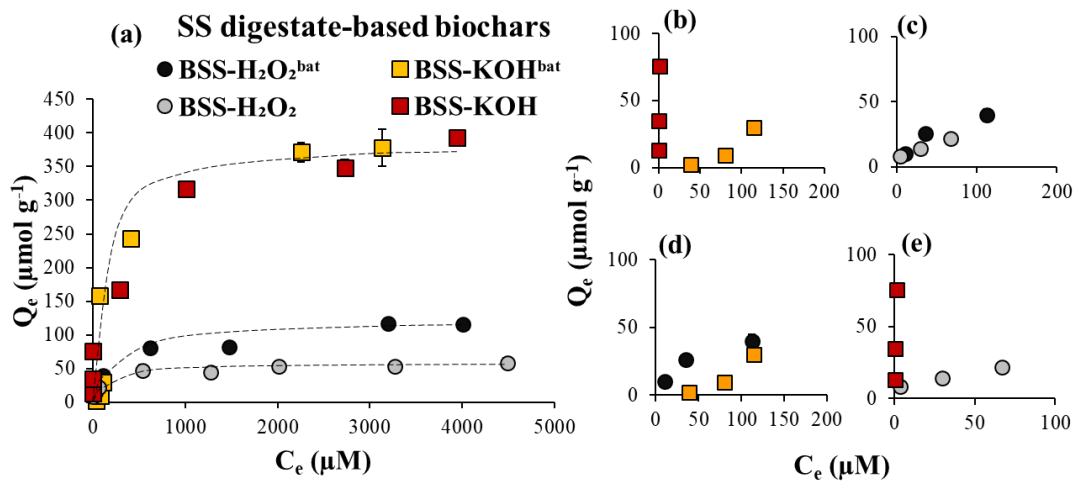 (a) SS digestate-based biochars
BSS-H₂O₂ᵇᵃᵗ BSS-KOHᵇᵃᵗ
BSS-H₂O₂ BSS-KOH
450
400
350
300
250
200
150
100
50
0
0 1000 2000 3000 4000 5000
Qₑ (µmol g⁻¹)
Cₑ (µM)
(b)
100
50
0
0 50 100 150 200
(c)
100
50
0
0 100 200
(d)
100
50
0
0 50 100 150 200
(e)
100
50
0
0 50 100
Qₑ (µmol g⁻¹)
Cₑ (µM)